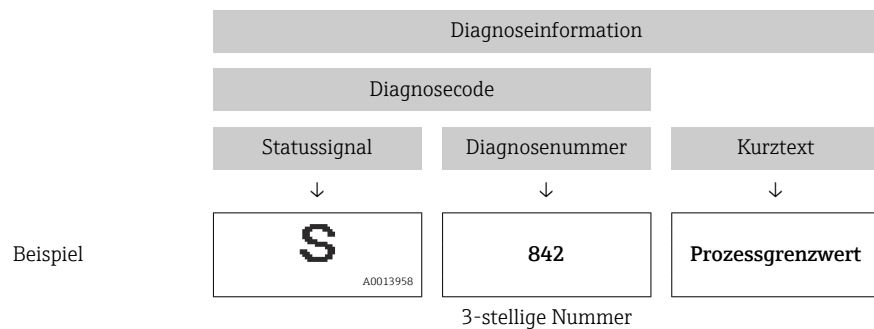 Diagnoseinformation
Diagnosecode
Statussignal Diagnosenummer Kurztext
↓ ↓ ↓
Beispiel S 842 Prozessgrenzwert
A0013958
3-stellige Nummer